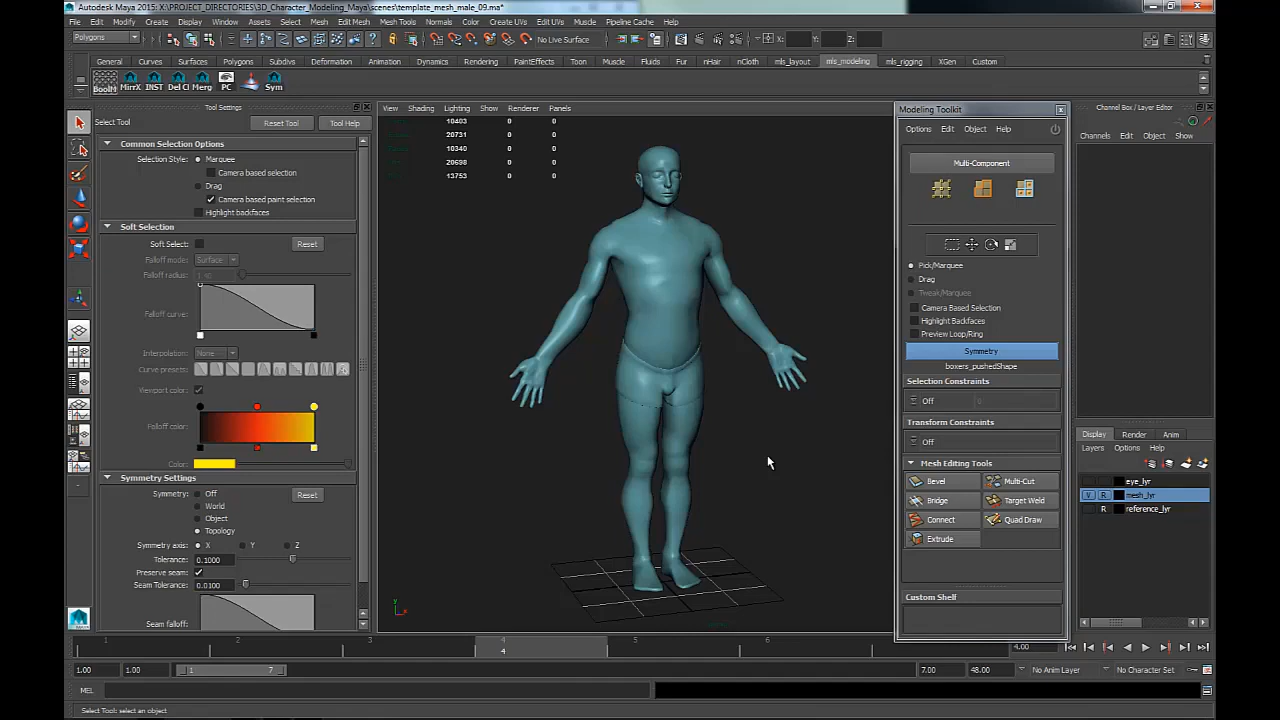 Autodesk Maya 2015: X:\PROJECT_DIRECTORIES\3D_Character_Modeling_Maya\scenes\template_mesh_male_09.ma*
File Edit Modify Create Display Window Assets Select Mesh Edit Mesh Mesh Tools Normals Color Create UVs Edit UVs Muscle Pipeline Cache Help
Polygons No Live Surface X: Y: Z:
General Curves Surfaces Polygons Subdivs Deformation Animation Dynamics Rendering PaintEffects Toon Muscle Fluids Fur nHair nCloth mls_layout mls_modeling mls_rigging XGen Custom
MirrX INST Del Cl Merg PC Sym
Tool Settings
Select Tool Reset Tool Tool Help
Common Selection Options
Selection Style: Marquee
Camera based selection
Drag
Camera based paint selection
Highlight backfaces
Soft Selection
Soft Select: Reset
Falloff mode: Surface
Falloff radius:
Falloff curve:
Interpolation: None
Curve presets:
Viewport color:
Falloff color:
Color:
Symmetry Settings
Symmetry: Off Reset
World
Object
Topology
Symmetry axis: X Y Z
Tolerance: 0.1000
Preserve seam:
Seam Tolerance: 0.0100
Seam falloff:
View Shading Lighting Show Renderer Panels
10403 0 0
20731 0 0
10340 0 0
20698 0 0
13753 0 0
y
x
Modeling Toolkit
Options Edit Object Help
Multi-Component
Pick/Marquee
Drag
Tweak/Marquee
Camera Based Selection
Highlight Backfaces
Preview Loop/Ring
Symmetry
boxers_pushedShape
Selection Constraints
Off 0
Transform Constraints
Off
Mesh Editing Tools
Bevel Multi-Cut
Bridge Target Weld
Connect Quad Draw
Extrude
Custom Shelf
Channel Box / Layer Editor
Channels Edit Object Show
Display Render Anim
Layers Options Help
eye_lyr
V R mesh_lyr
R reference_lyr
1 2 3 4 5 6
4
4.00
1.00 1.00 1 7 7.00 48.00 No Anim Layer No Character Set
MEL
Select Tool: select an object